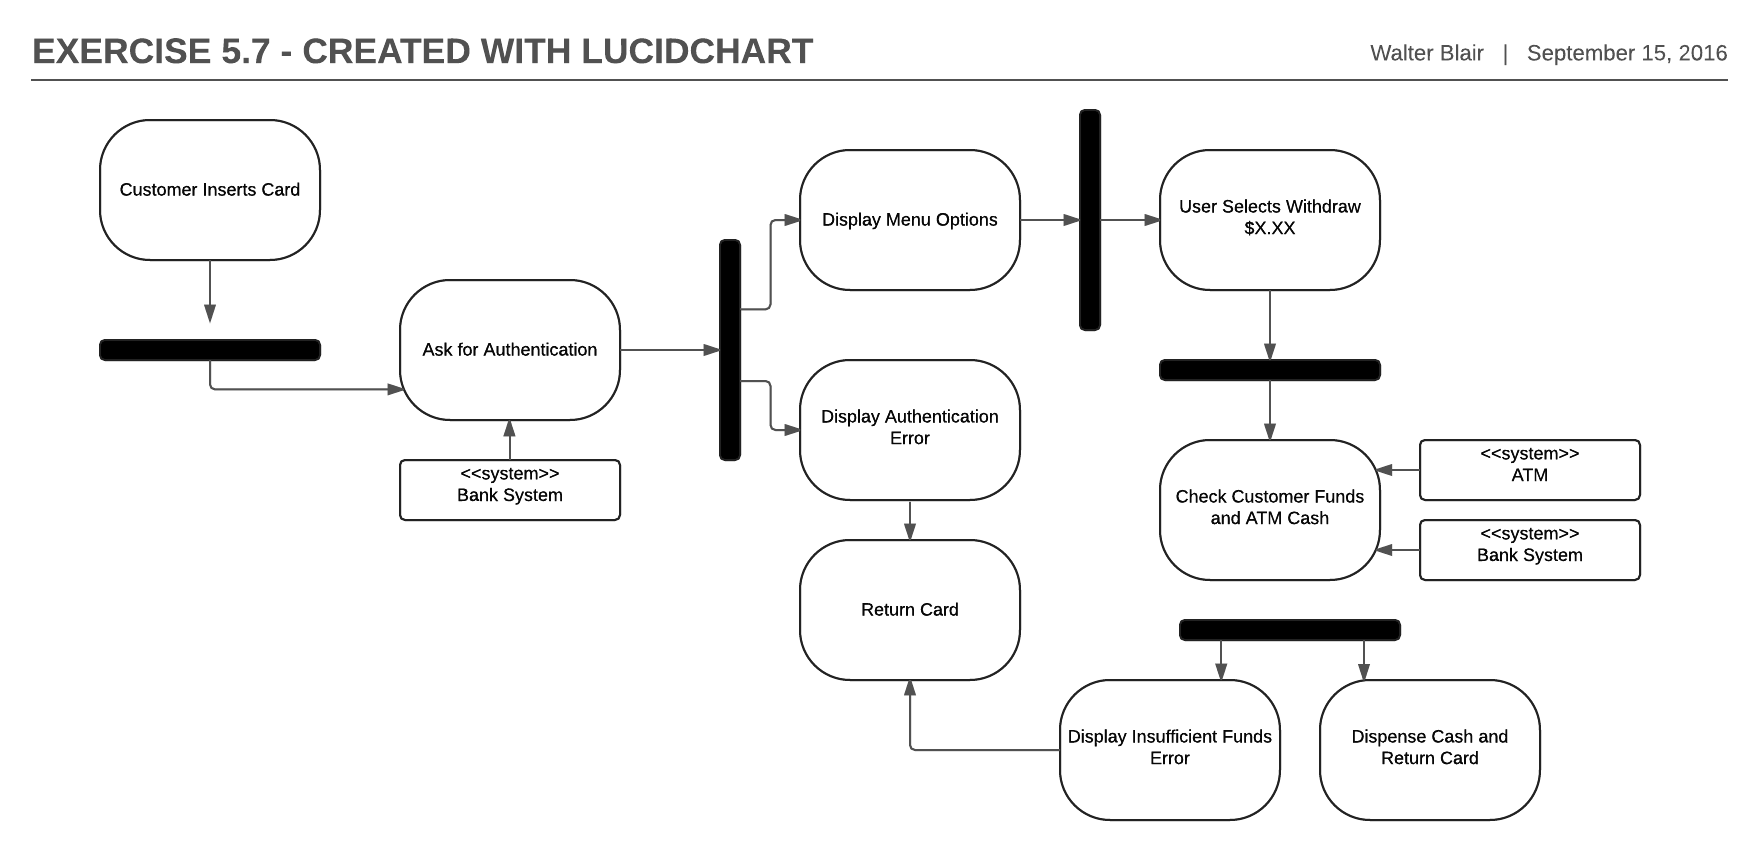 EXERCISE 5.7 - CREATED WITH LUCIDCHART
Walter Blair | September 15, 2016
Customer Inserts Card
Ask for Authentication
<<system>>
Bank System
Display Menu Options
Display Authentication
Error
Return Card
User Selects Withdraw
$X.XX
Check Customer Funds
and ATM Cash
<<system>>
ATM
<<system>>
Bank System
Display Insufficient Funds
Error
Dispense Cash and
Return Card